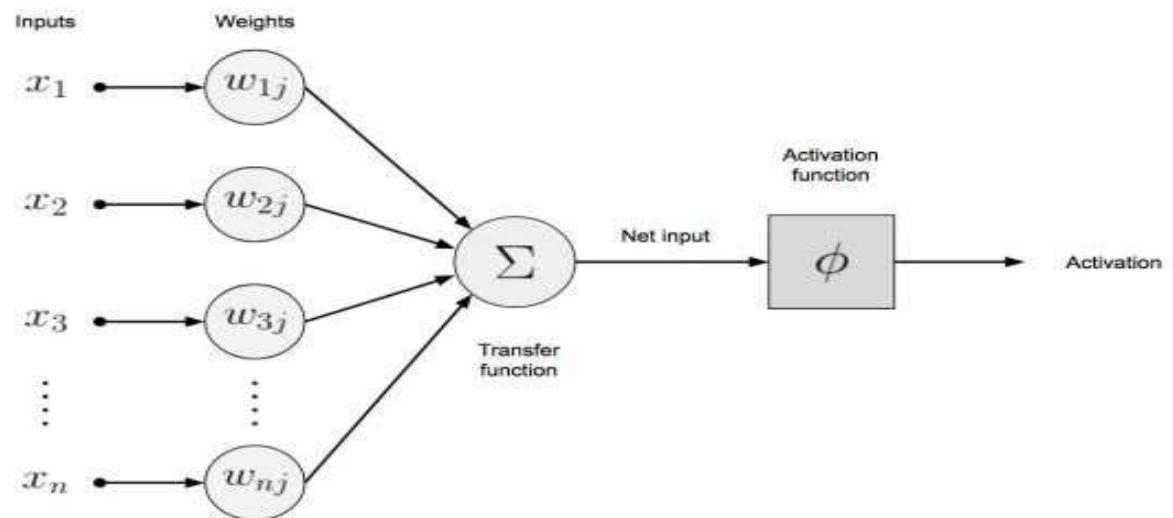 Inputs
Weights
x1
w1j
x2
w2j
x3
w3j
xn
wnj
Σ
Transfer
function
Net input
Activation
function
ϕ
Activation